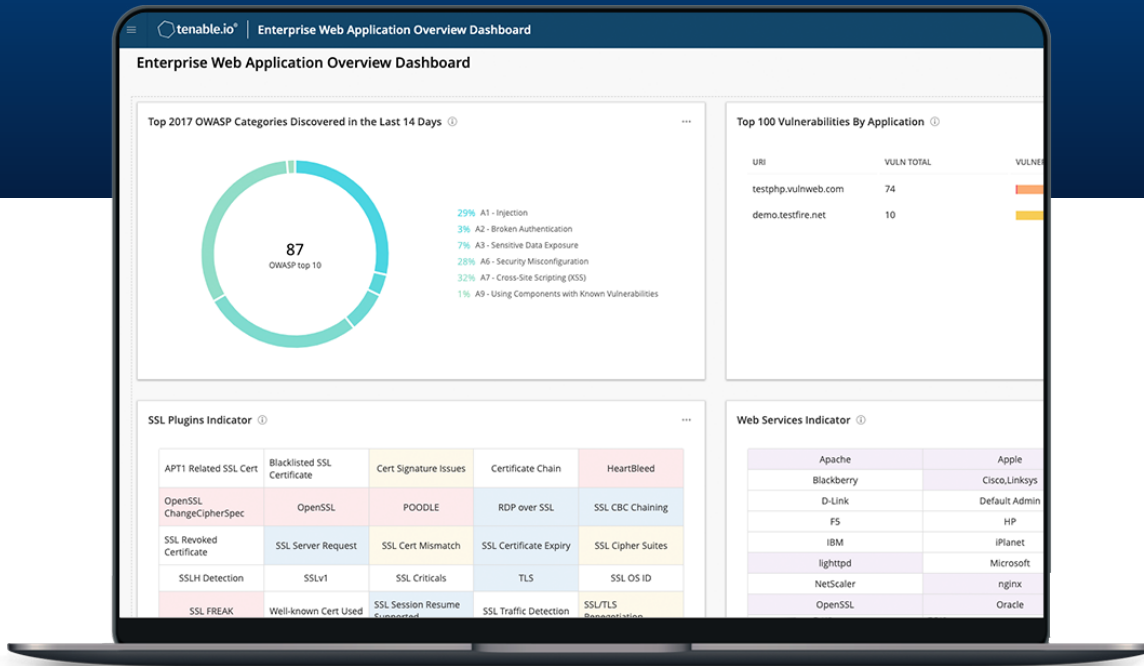 tenable.io® Enterprise Web Application Overview Dashboard
Enterprise Web Application Overview Dashboard
Top 2017 OWASP Categories Discovered in the Last 14 Days
87
OWASP top 10
29% A1 - Injection
3% A2 - Broken Authentication
7% A3 - Sensitive Data Exposure
28% A6 - Security Misconfiguration
32% A7 - Cross-Site Scripting (XSS)
1% A9 - Using Components with Known Vulnerabilities
Top 100 Vulnerabilities By Application
URI VULN TOTAL
testphp.vulnweb.com 74
demo.testfire.net 10
SSL Plugins Indicator
APT1 Related SSL Cert
Blacklisted SSL
Certificate
Cert Signature Issues
Certificate Chain
HeartBleed
OpenSSL
ChangeCipherSpec
OpenSSL
POODLE
RDP over SSL
SSL CBC Chaining
SSL Revoked
Certificate
SSL Server Request
SSL Cert Mismatch
SSL Certificate Expiry
SSL Cipher Suites
SSLH Detection
SSLv1
SSL Criticals
TLS
SSL OS ID
SSL FREAK
Well-known Cert Used
SSL Session Resume
Supported
SSL Traffic Detection
SSL/TLS
Renegotiation
Web Services Indicator
Apache Apple
Blackberry Cisco,Linksys
D-Link Default Admin
F5 HP
IBM iPlanet
lighttpd Microsoft
NetScaler nginx
OpenSSL Oracle